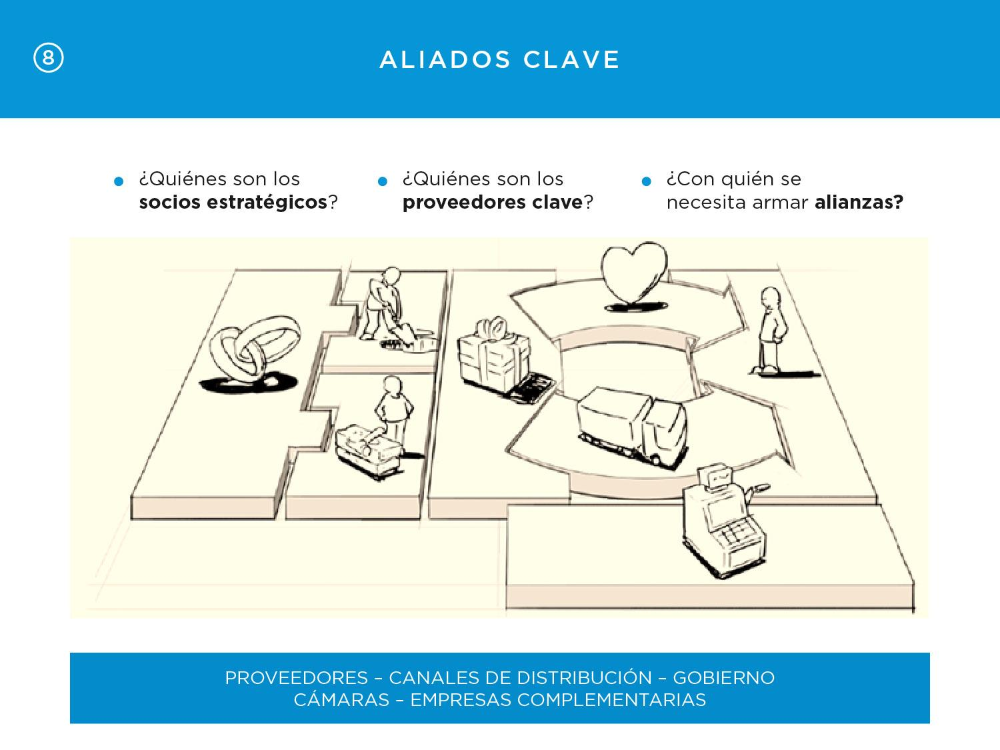 8
ALIADOS CLAVE
¿Quiénes son los
socios estratégicos?
¿Quiénes son los
proveedores clave?
¿Con quién se
necesita armar alianzas?
PROVEEDORES – CANALES DE DISTRIBUCIÓN – GOBIERNO
CÁMARAS – EMPRESAS COMPLEMENTARIAS